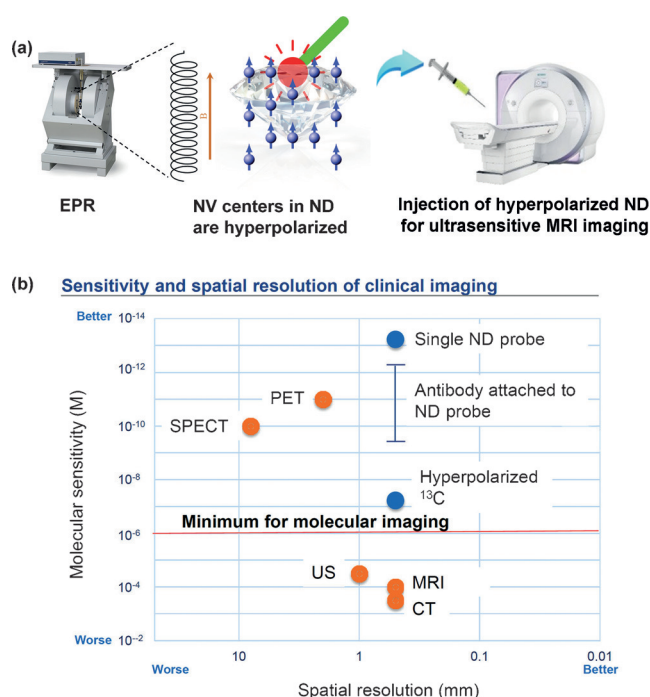 (a)
B
EPR
NV centers in ND
are hyperpolarized
Injection of hyperpolarized ND
for ultrasensitive MRI imaging
(b) Sensitivity and spatial resolution of clinical imaging
Better 10⁻¹⁴
Single ND probe
10⁻¹²
Antibody attached to
ND probe
PET
SPECT
10⁻¹⁰
10⁻⁸
Hyperpolarized
¹³C
Minimum for molecular imaging
10⁻⁶
US
MRI
10⁻⁴
CT
Worse 10⁻²
Molecular sensitivity (M)
10 1 0.1 0.01
Worse Better
Spatial resolution (mm)